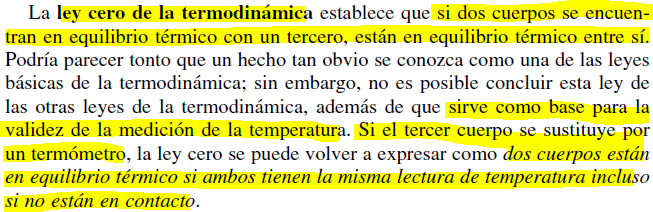 La ley cero de la termodinámica establece que si dos cuerpos se encuen-
tran en equilibrio térmico con un tercero, están en equilibrio térmico entre sí.
Podría parecer tonto que un hecho tan obvio se conozca como una de las leyes
básicas de la termodinámica; sin embargo, no es posible concluir esta ley de
las otras leyes de la termodinámica, además de que sirve como base para la
validez de la medición de la temperatura. Si el tercer cuerpo se sustituye por
un termómetro, la ley cero se puede volver a expresar como dos cuerpos están
en equilibrio térmico si ambos tienen la misma lectura de temperatura incluso
si no están en contacto.